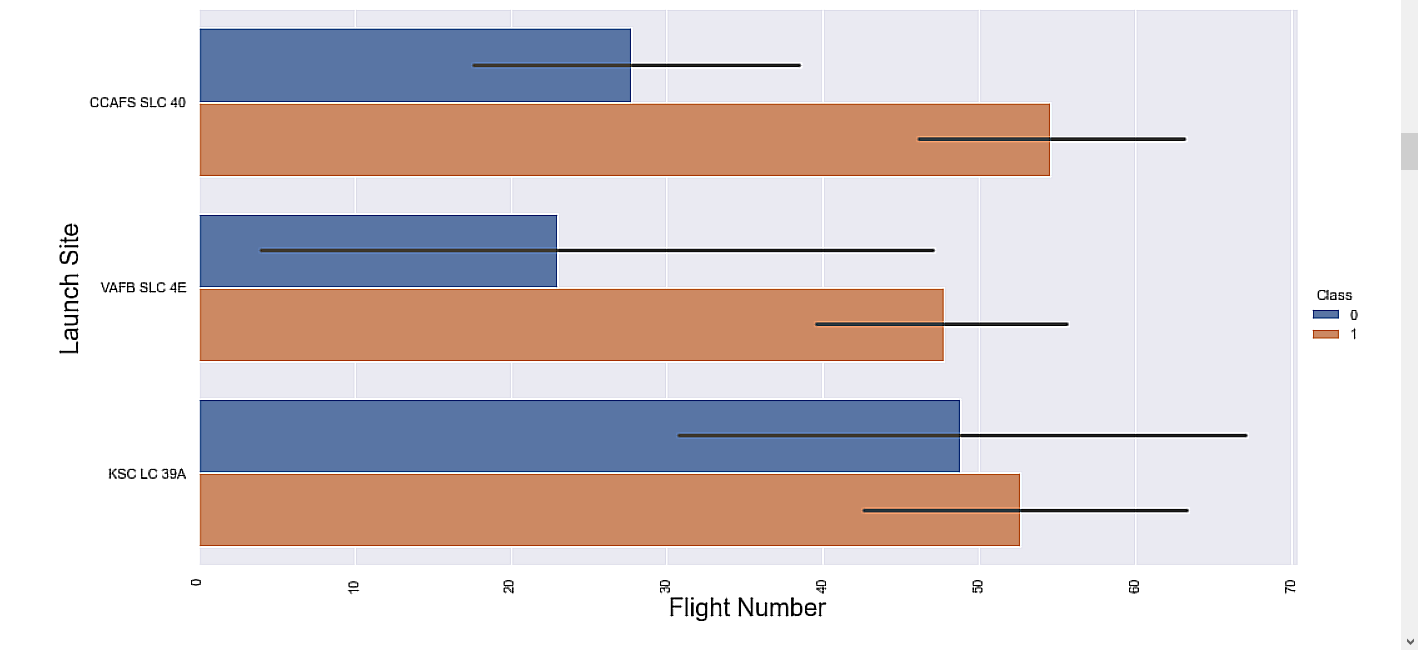 CCAFS SLC 40
VAFB SLC 4E
KSC LC 39A
Launch Site
0 10 20 30 40 50 60 70
Flight Number
Class
0
1